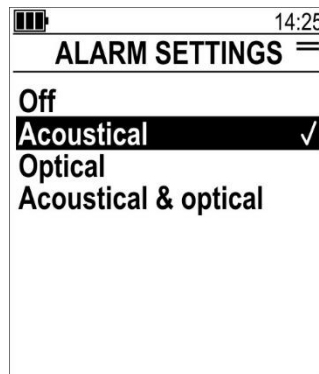 14:25
ALARM SETTINGS
Off
Acoustical
Optical
Acoustical & optical